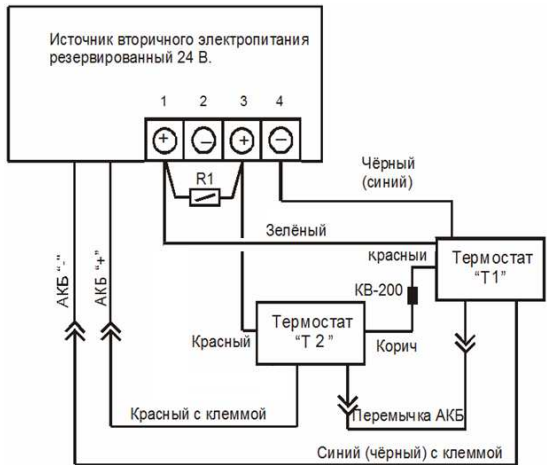 Источник вторичного электропитания
резервированный 24 В.
1 2 3 4
+ − + −
R1
Чёрный
(синий)
Зелёный
АКБ "-"
АКБ "+"
Красный
Термостат
"Т1"
КВ-200
Термостат
"Т 2"
Красный
Корич
Красный с клеммой
Перемычка АКБ
Синий (чёрный) с клеммой